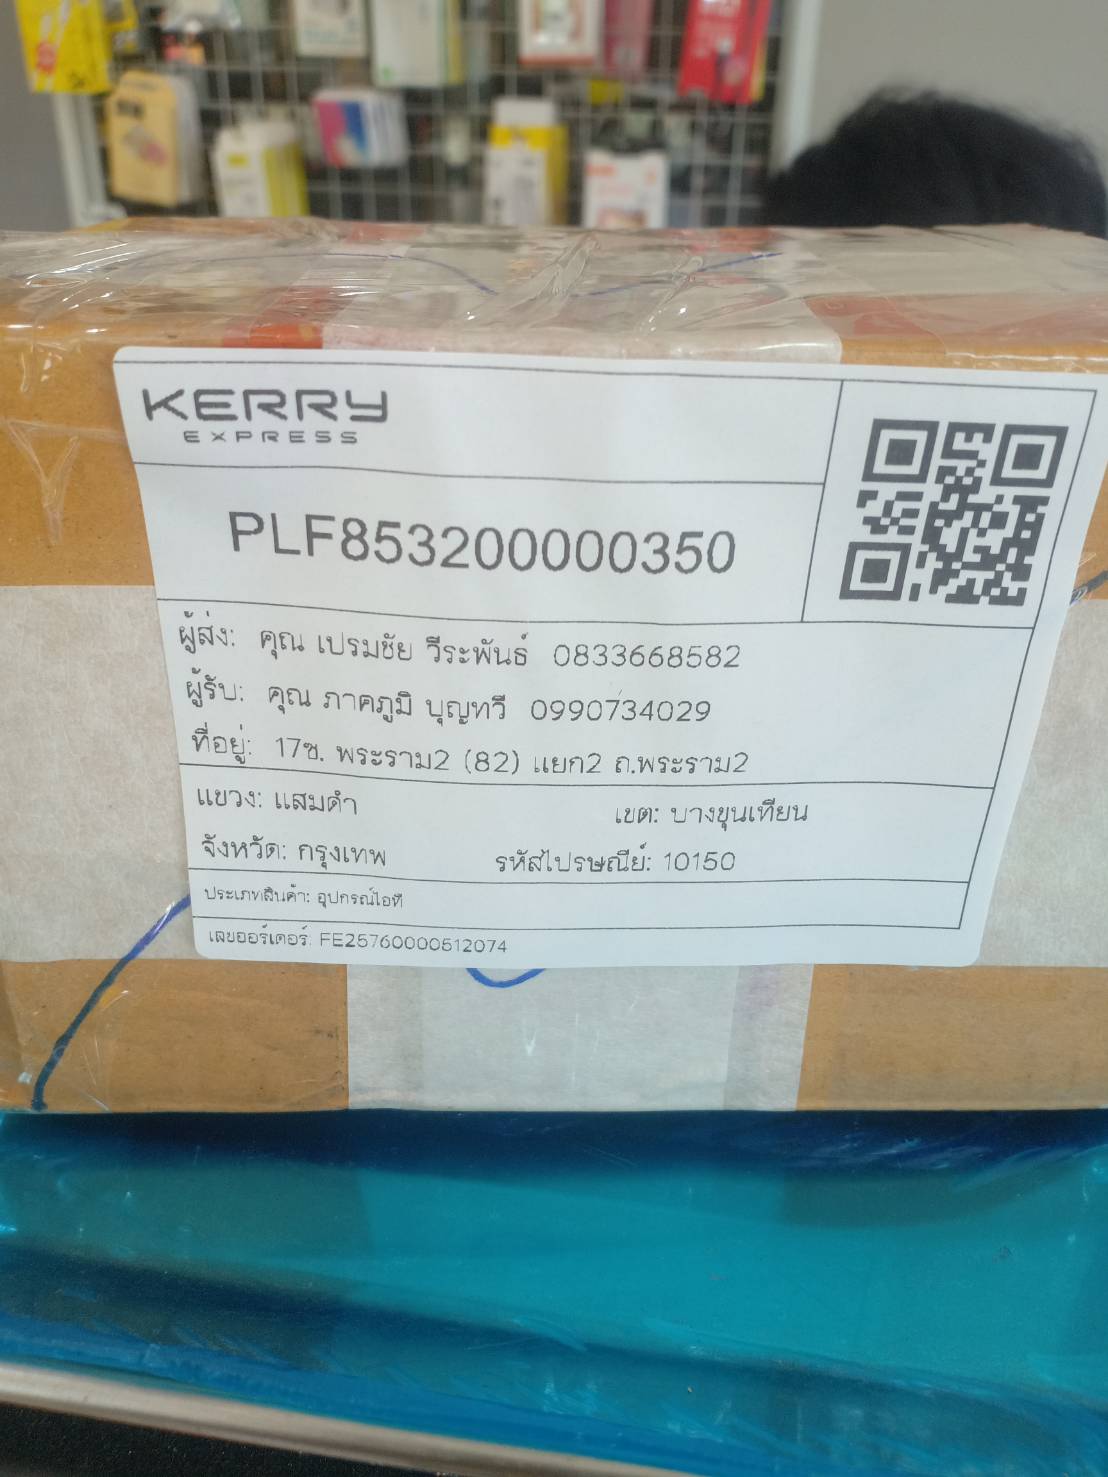 KERRY
EXPRESS
PLF853200000350
ผู้ส่ง: คุณ เปรมชัย วีระพันธ์ 0833668582
ผู้รับ: คุณ ภาคภูมิ บุญทวี 0990734029
ที่อยู่: 17ซ. พระราม2 (82) แยก2 ถ.พระราม2
แขวง: แสมดำ เขต: บางขุนเทียน
จังหวัด: กรุงเทพ รหัสไปรษณีย์: 10150
ประเภทสินค้า: อุปกรณ์ไอที
เลขออร์เดอร์: FE25760000512074